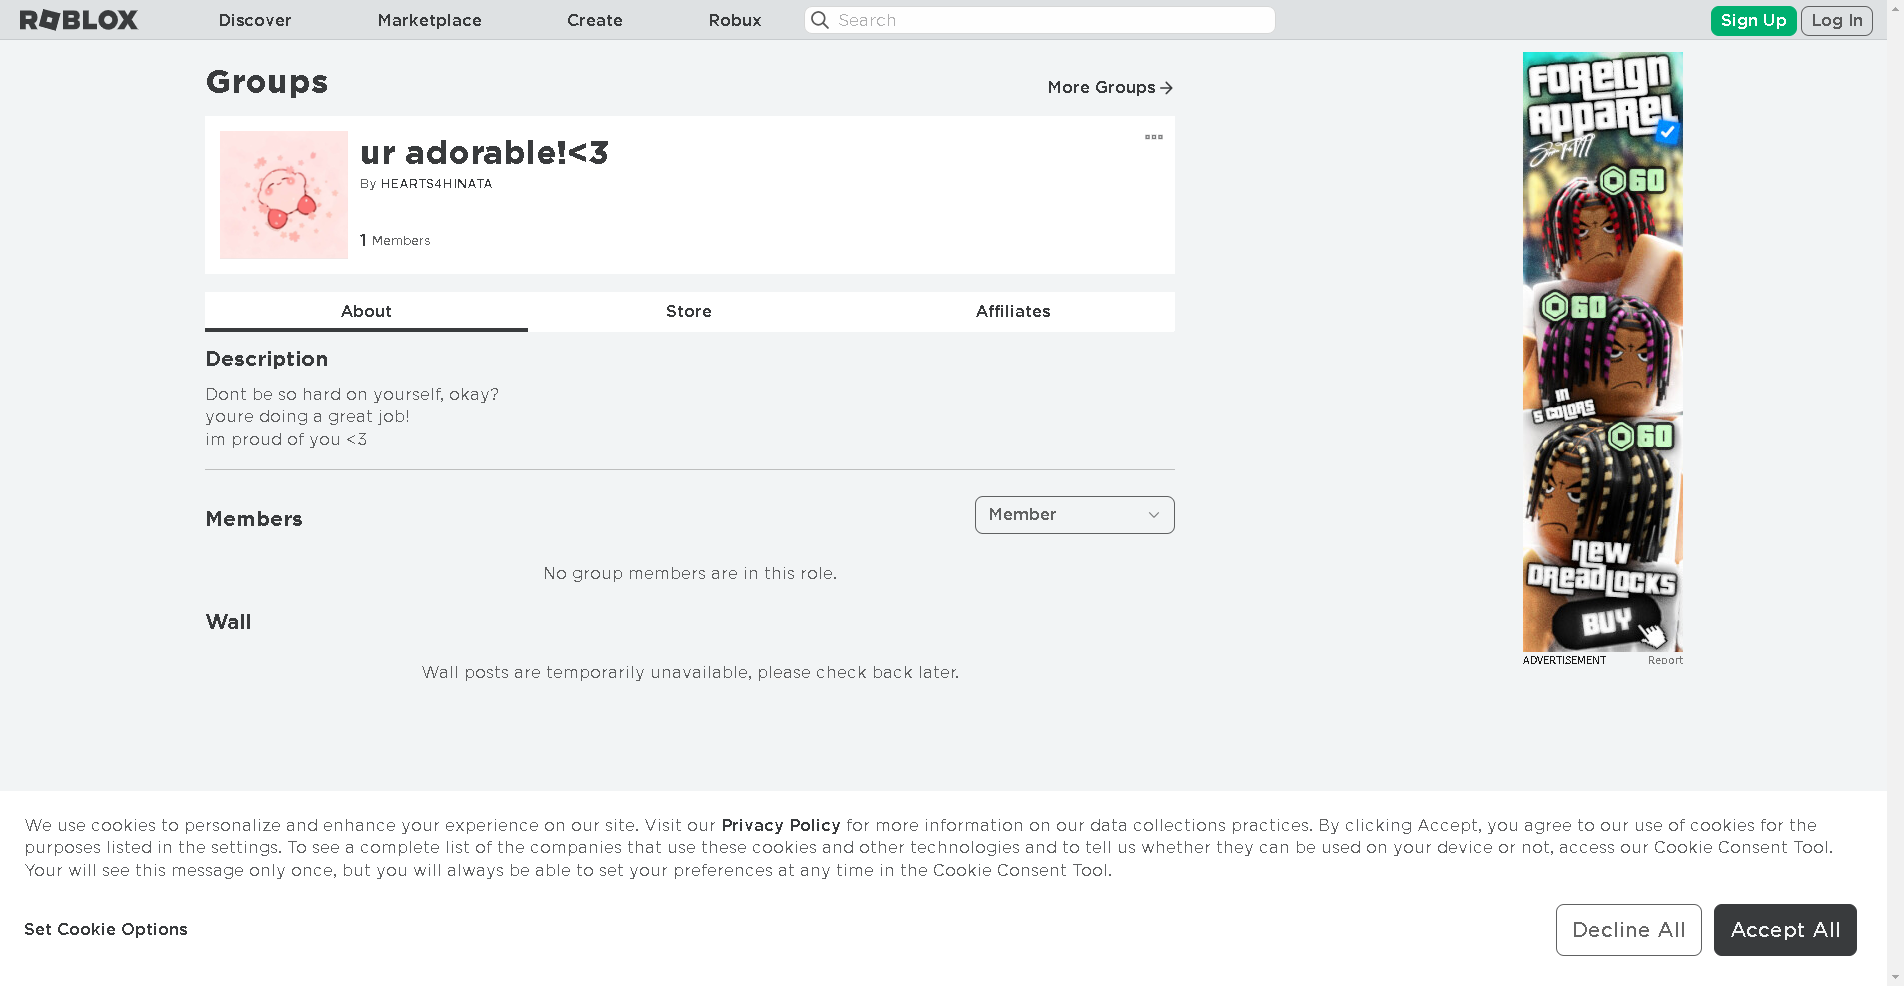 ROBLOX
Discover
Marketplace
Create
Robux
Search
Sign Up
Log In
Groups
More Groups
ur adorable!<3
By HEARTS4HINATA
1 Members
About
Store
Affiliates
Description
Dont be so hard on yourself, okay?
youre doing a great job!
im proud of you <3
Members
Member
No group members are in this role.
Wall
Wall posts are temporarily unavailable, please check back later.
FOREIGN
APPAREL
60
60
IN
5 COLORS
60
NEW
DREADLOCKS
BUY
ADVERTISEMENT
Report
We use cookies to personalize and enhance your experience on our site. Visit our Privacy Policy for more information on our data collections practices. By clicking Accept, you agree to our use of cookies for the
purposes listed in the settings. To see a complete list of the companies that use these cookies and other technologies and to tell us whether they can be used on your device or not, access our Cookie Consent Tool.
Your will see this message only once, but you will always be able to set your preferences at any time in the Cookie Consent Tool.
Set Cookie Options
Decline All
Accept All